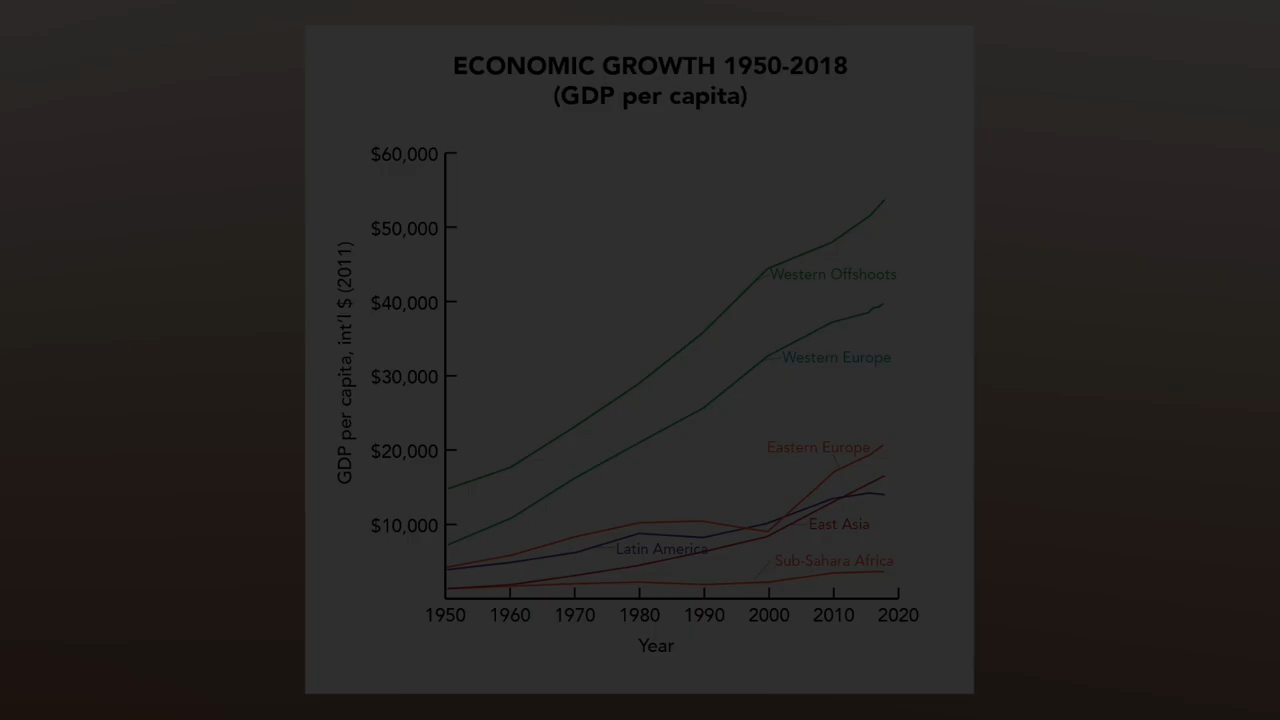 ECONOMIC GROWTH 1950-2018
(GDP per capita)
GDP per capita, int'l $ (2011)
$60,000
$50,000
$40,000
$30,000
$20,000
$10,000
Western Offshoots
Western Europe
Eastern Europe
East Asia
Latin America
Sub-Sahara Africa
1950 1960 1970 1980 1990 2000 2010 2020
Year